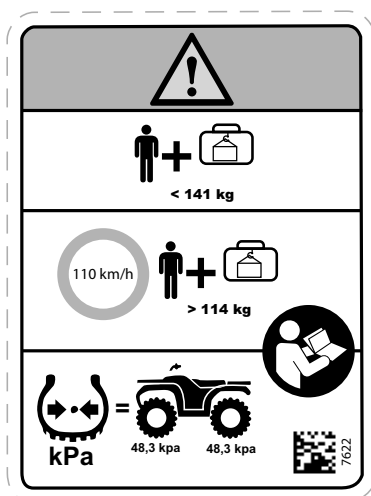 < 141 kg
110 km/h
> 114 kg
kPa
=
48,3 kpa
48,3 kpa
7622